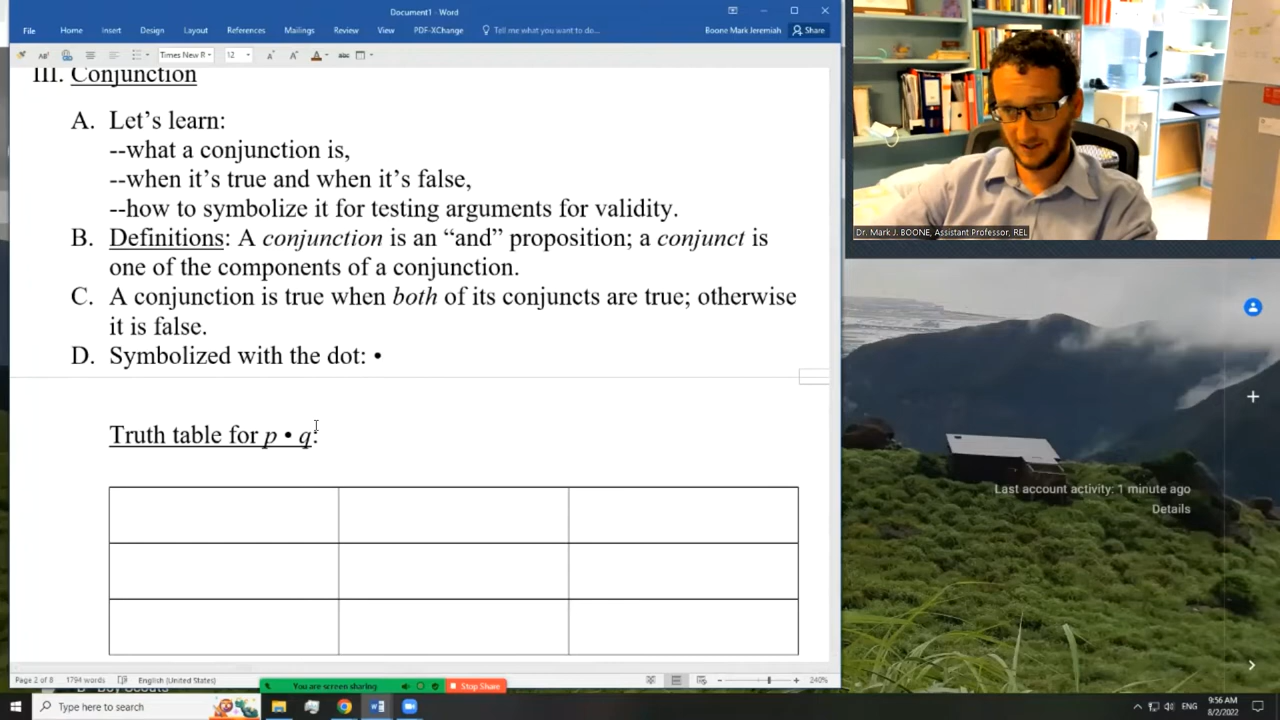 Document1 - Word
File Home Insert Design Layout References Mailings Review View PDF-XChange Tell me what you want to do... Boone Mark Jeremiah Share
Times New R 12
III. Conjunction
A. Let’s learn:
--what a conjunction is,
--when it’s true and when it’s false,
--how to symbolize it for testing arguments for validity.
B. Definitions: A conjunction is an “and” proposition; a conjunct is
one of the components of a conjunction.
C. A conjunction is true when both of its conjuncts are true; otherwise
it is false.
D. Symbolized with the dot: •
Truth table for p • q:
Page 2 of 8 1794 words English (United States) 240%
You are screen sharing Stop Share
Type here to search
Dr. Mark J. BOONE, Assistant Professor, REL
Last account activity: 1 minute ago
Details
ENG
9:56 AM
8/2/2022